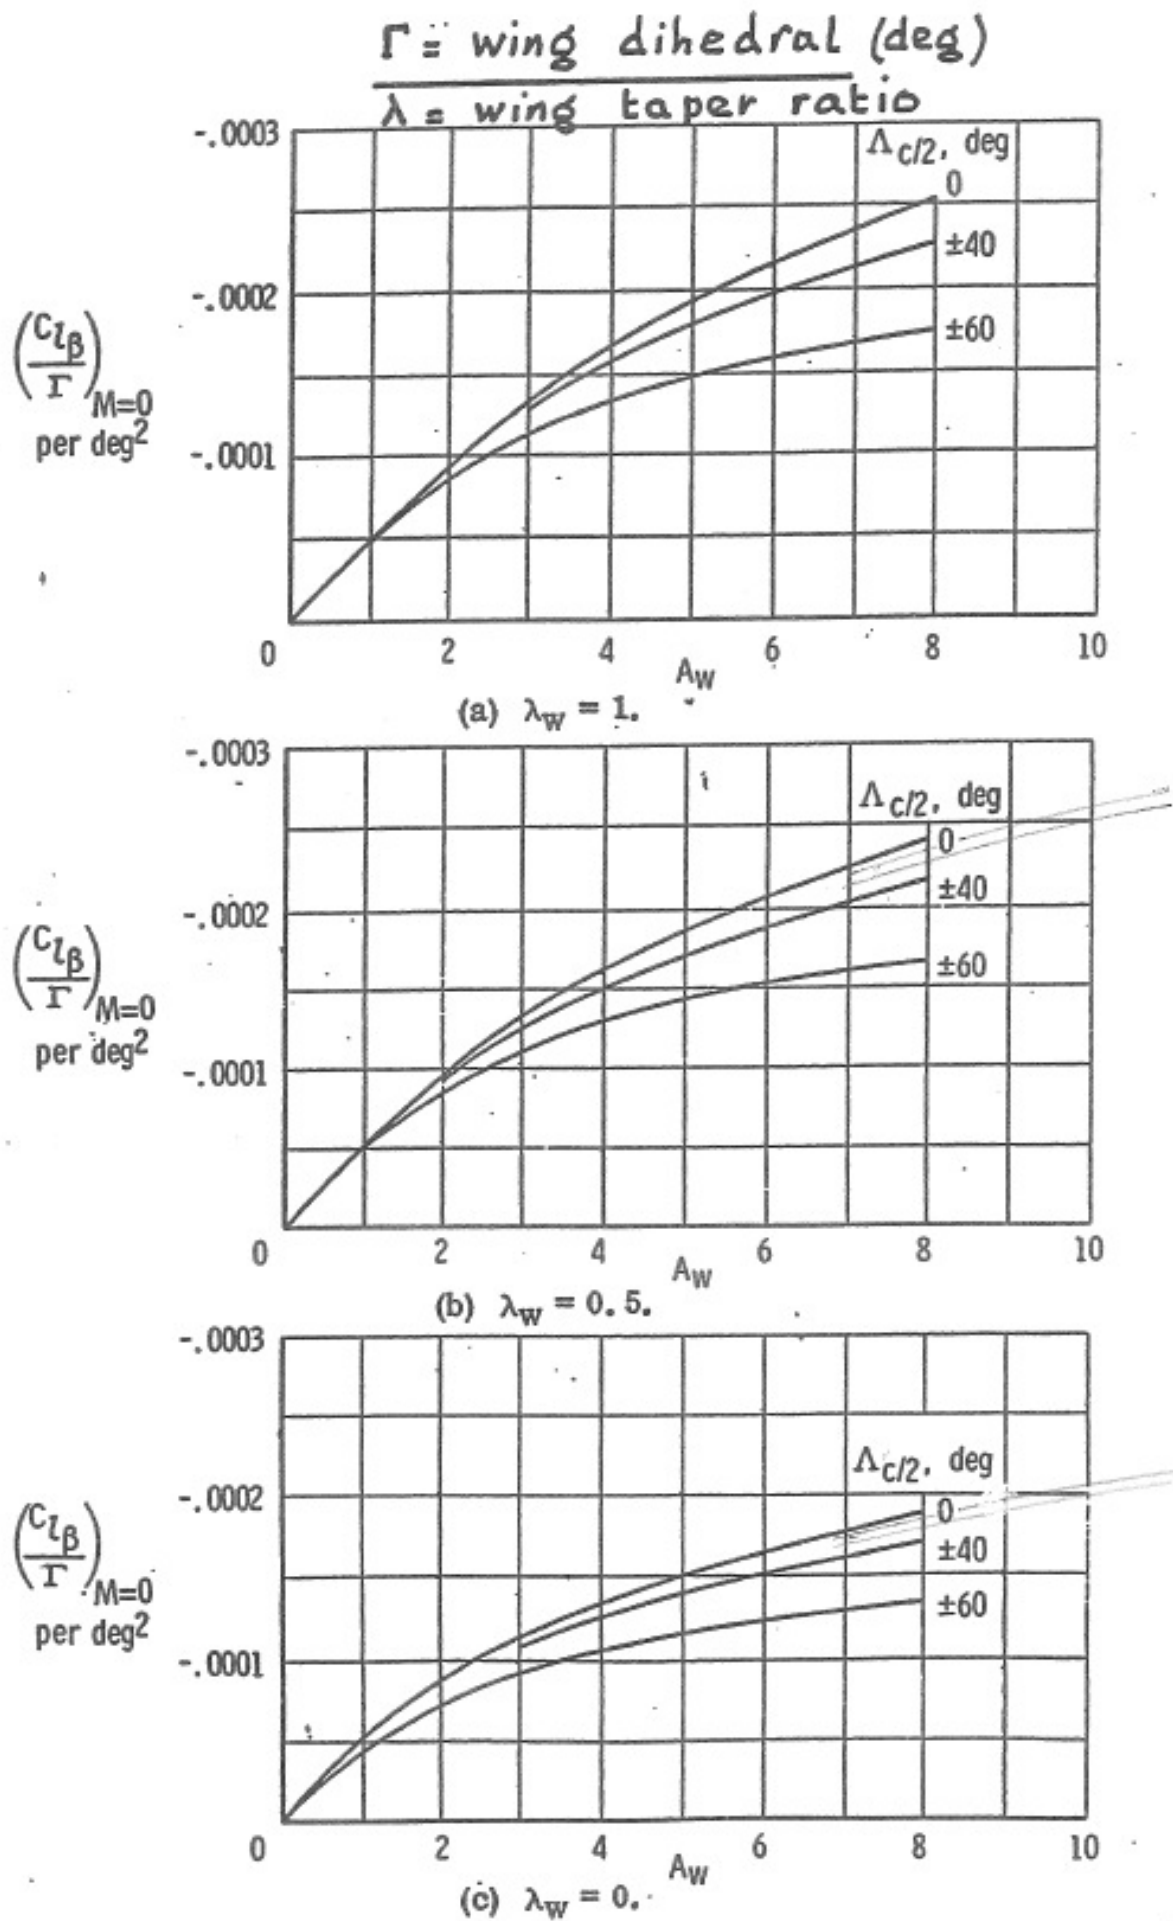 Γ = wing dihedral (deg)
λ = wing taper ratio
-.0003
Λc/2, deg
0
±40
-.0002
±60
(Clβ/Γ)M=0
per deg²
-.0001
0 2 4 6 8 10
AW
(a) λW = 1.
-.0003
Λc/2, deg
0
±40
-.0002
±60
(Clβ/Γ)M=0
per deg²
-.0001
0 2 4 6 8 10
AW
(b) λW = 0.5.
-.0003
Λc/2, deg
-.0002
0
±40
(Clβ/Γ)M=0
±60
per deg²
-.0001
0 2 4 6 8 10
AW
(c) λW = 0.